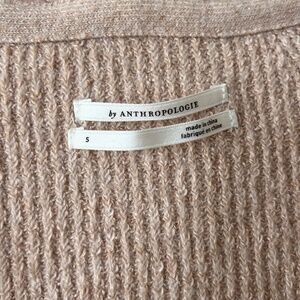 by ANTHROPOLOGIE
S
made in china
fabriqué en chine